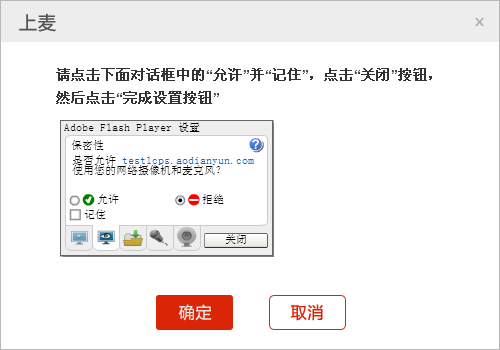 上麦
x
请点击下面对话框中的“允许”并“记住”，点击“关闭”按钮，
然后点击“完成设置按钮”
Adobe Flash Player 设置
保密性
?
是否允许 testlcps.aodianyun.com
使用您的网络摄像机和麦克风?
允许
拒绝
记住
关闭
确定
取消